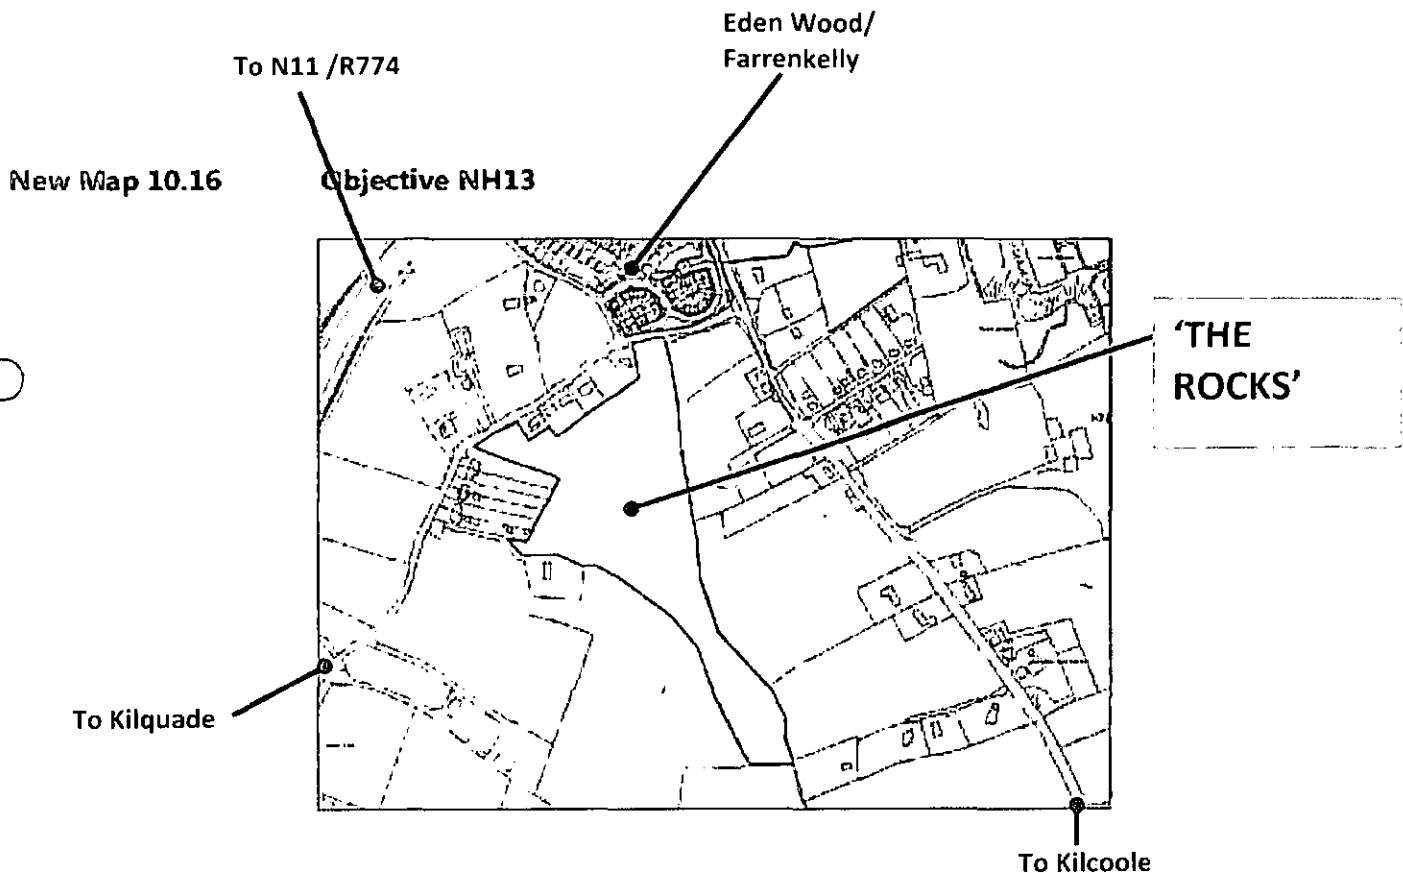 Eden Wood/
Farrenkelly
To N11 /R774
New Map 10.16 Objective NH13
‘THE
ROCKS’
To Kilquade
To Kilcoole